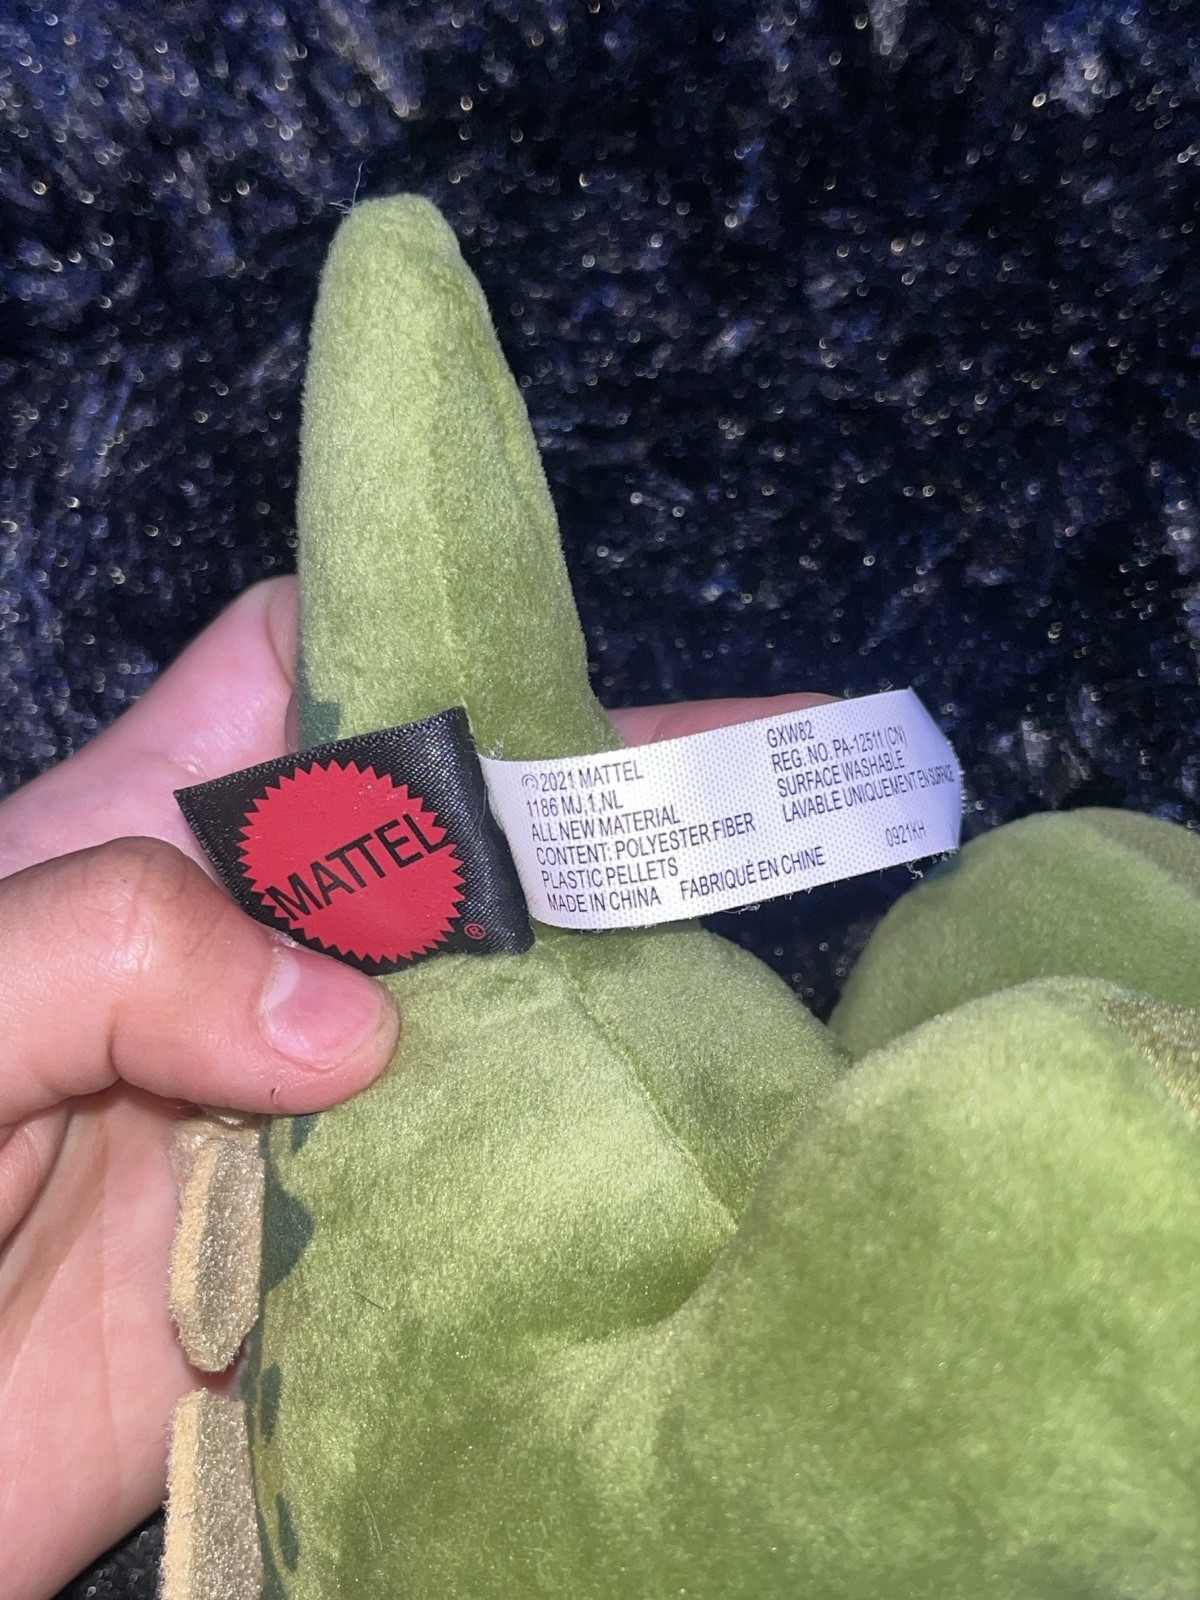 MATTEL
®
© 2021 MATTEL
1186 MJ,1,NL
ALL NEW MATERIAL
CONTENT: POLYESTER FIBER
PLASTIC PELLETS
MADE IN CHINA FABRIQUÉ EN CHINE
GXW82
REG. NO. PA-12511 (CN)
SURFACE WASHABLE
LAVABLE UNIQUEMENT EN SURFACE
0921KH